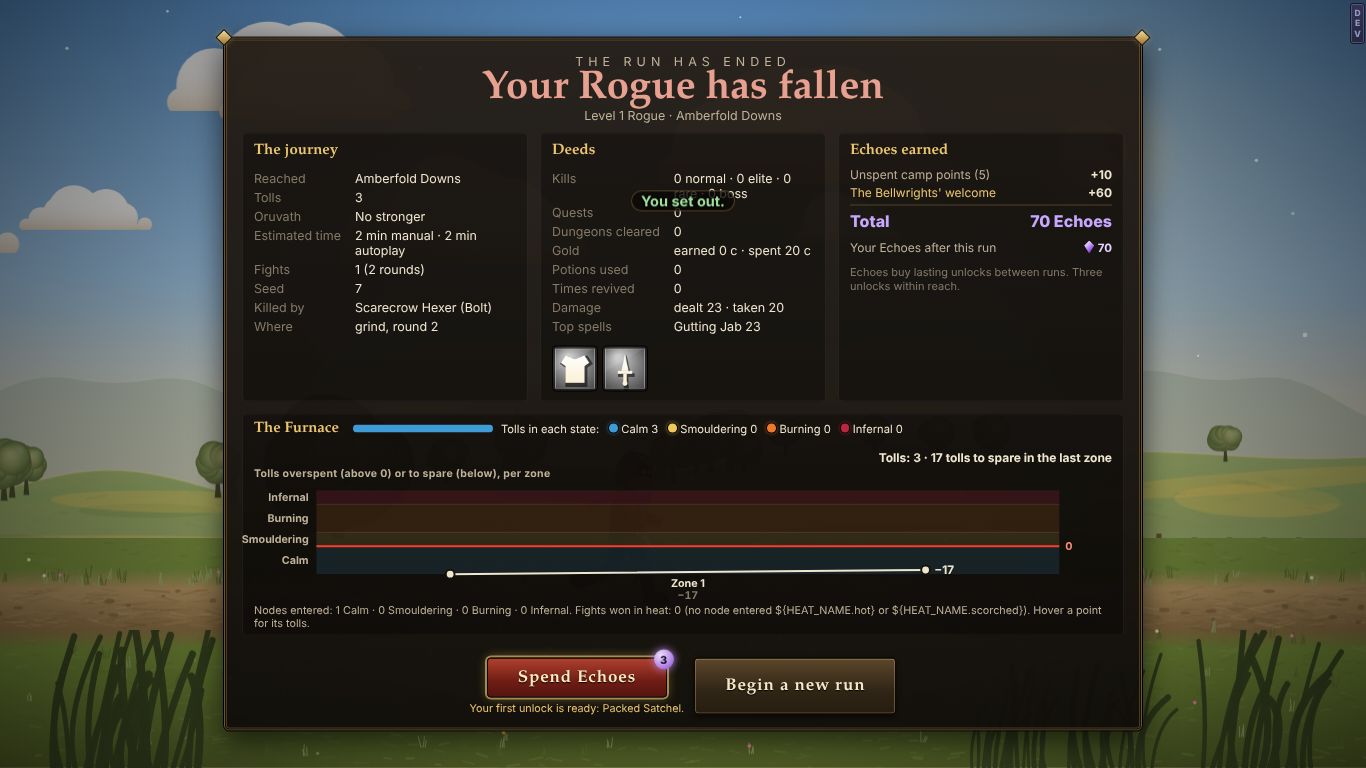 DEV
THE RUN HAS ENDED
Your Rogue has fallen
Level 1 Rogue · Amberfold Downs
The journey
Reached Amberfold Downs
Tolls 3
Oruvath No stronger
Estimated time 2 min manual · 2 min
autoplay
Fights 1 (2 rounds)
Seed 7
Killed by Scarecrow Hexer (Bolt)
Where grind, round 2
Deeds
Kills 0 normal · 0 elite · 0
rare · 0 boss
You set out.
Quests 0
Dungeons cleared 0
Gold earned 0 c · spent 20 c
Potions used 0
Times revived 0
Damage dealt 23 · taken 20
Top spells Gutting Jab 23
Echoes earned
Unspent camp points (5) +10
The Bellwrights' welcome +60
Total 70 Echoes
Your Echoes after this run 70
Echoes buy lasting unlocks between runs. Three
unlocks within reach.
The Furnace Tolls in each state: Calm 3 Smouldering 0 Burning 0 Infernal 0
Tolls: 3 · 17 tolls to spare in the last zone
Tolls overspent (above 0) or to spare (below), per zone
Infernal
Burning
Smouldering
0
Calm
−17
Zone 1
−17
Nodes entered: 1 Calm · 0 Smouldering · 0 Burning · 0 Infernal. Fights won in heat: 0 (no node entered ${HEAT_NAME.hot} or ${HEAT_NAME.scorched}). Hover a point
for its tolls.
Spend Echoes 3
Your first unlock is ready: Packed Satchel.
Begin a new run